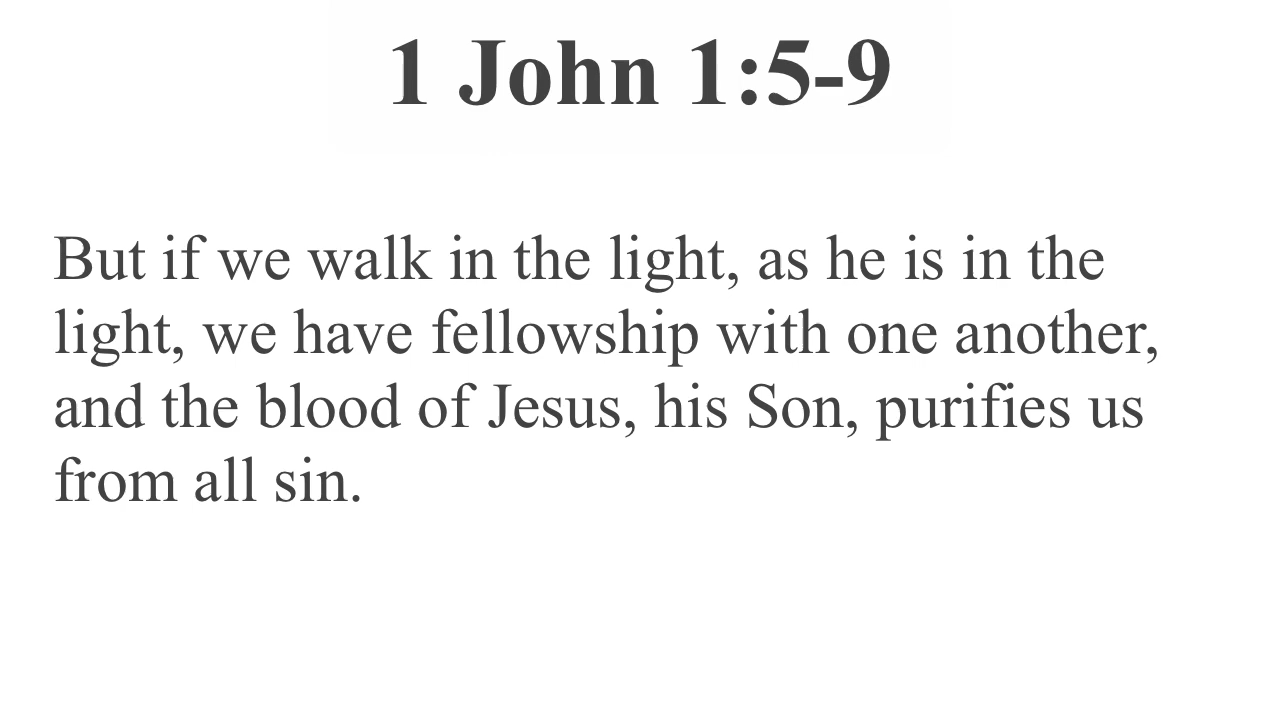 1 John 1:5-9
But if we walk in the light, as he is in the
light, we have fellowship with one another,
and the blood of Jesus, his Son, purifies us
from all sin.